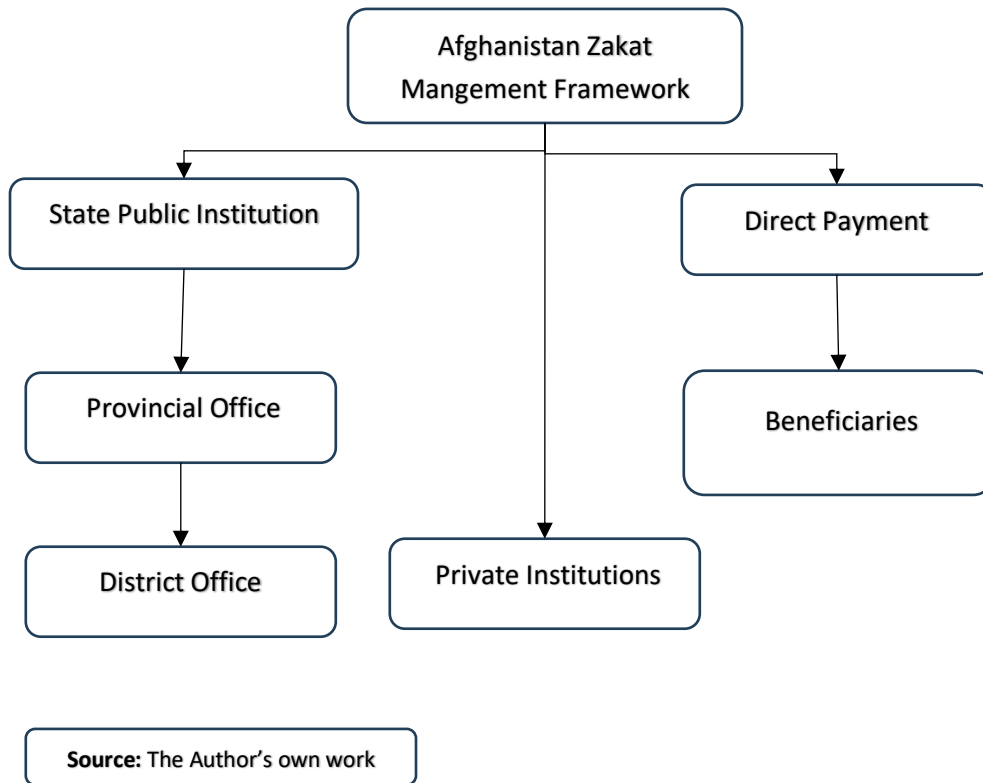 Afghanistan Zakat
Mangement Framework
State Public Institution
Direct Payment
Provincial Office
Beneficiaries
District Office
Private Institutions
Source: The Author's own work